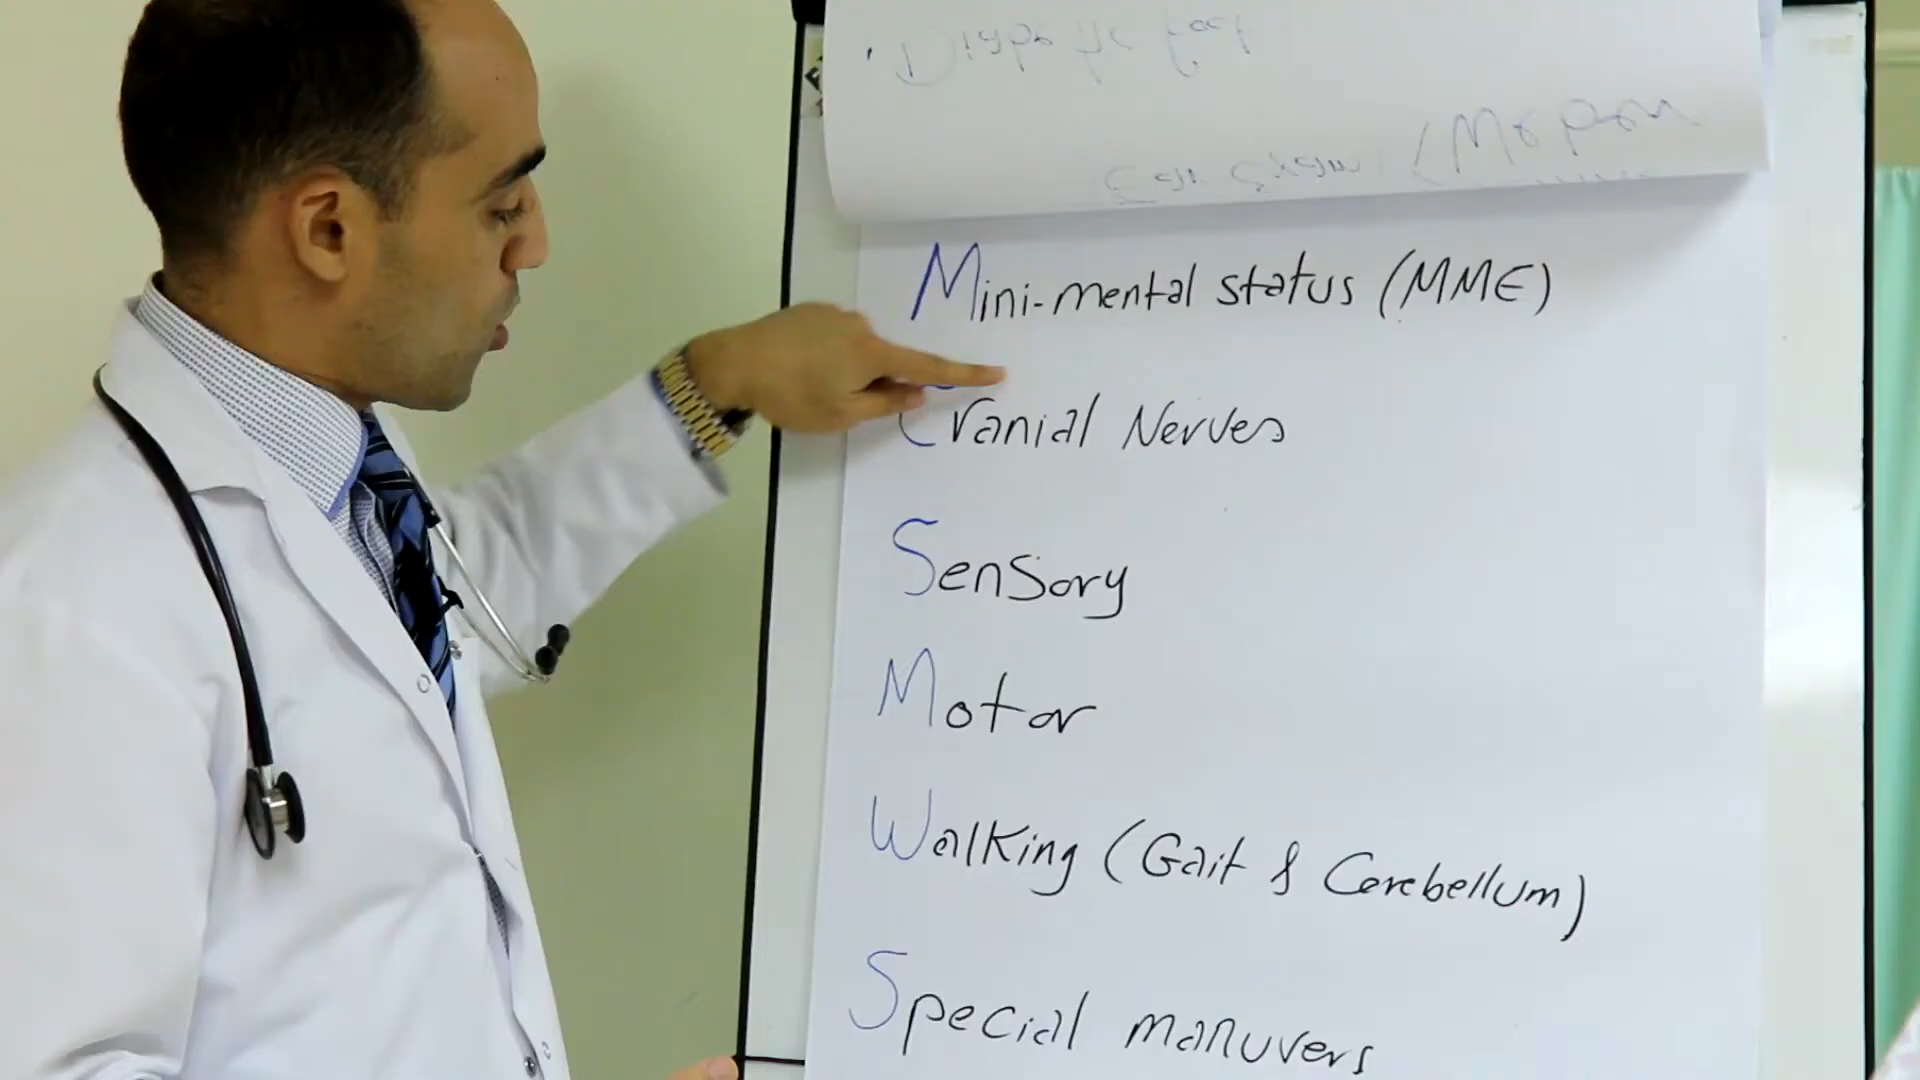 Mini-mental status (MME)
Cranial Nerves
Sensory
Motor
Walking (Gait & Cerebellum)
Special manuvers